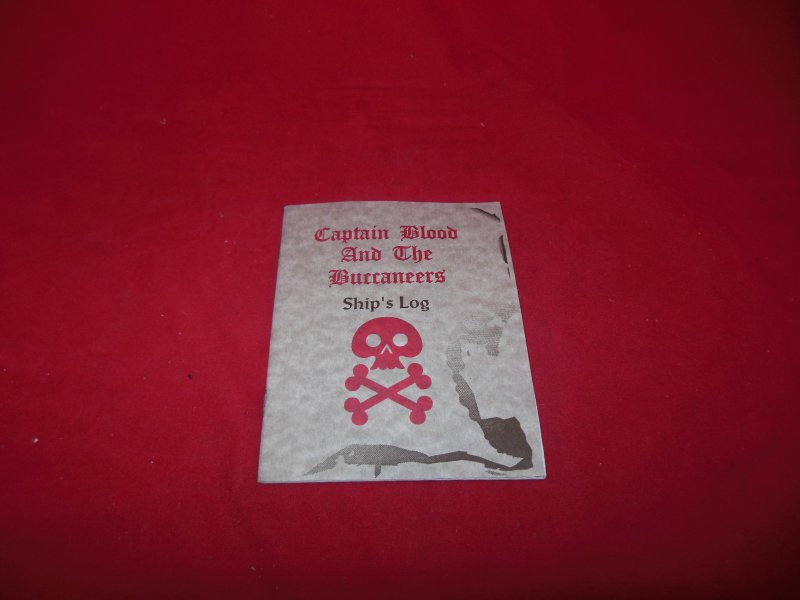 Captain Blood
And The
Buccaneers
Ship's Log